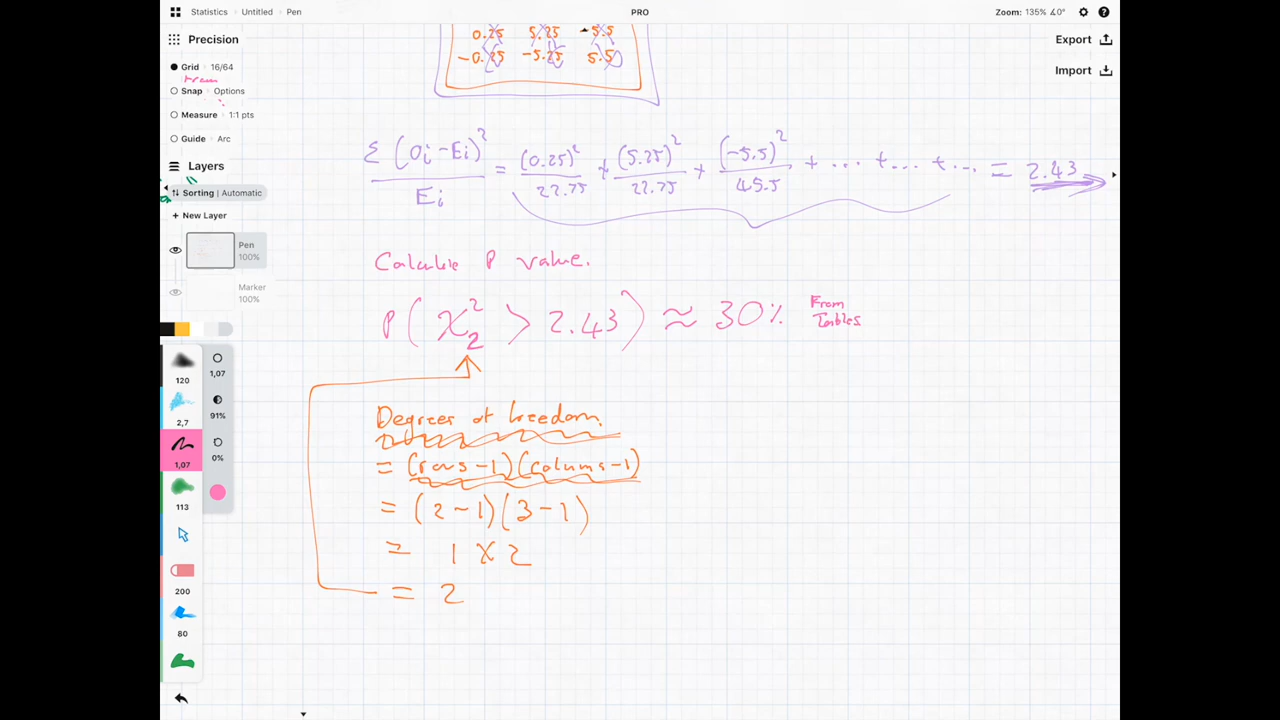 Statistics Untitled Pen PRO Zoom: 135% ∠0°
Precision
Export
Import
Grid 16/64
Snap Options
Measure 1:1 pts
Guide Arc
Layers
Sorting | Automatic
+ New Layer
Pen
100%
Marker
100%
120
2,7
1,07
113
200
80
1,07
91%
0%
0.25 5.25 -5.5
-0.25 -5.25 5.5
Σ (Oi-Ei)² / Ei = (0.25)² / 22.75 + (5.25)² / 22.75 + (-5.5)² / 45.5 + ... + ... + ... = 2.43
Calculate P value.
P(χ²₂ > 2.43) ≈ 30%
From
Tables
Degrees of freedom.
= (rows-1)(colums-1)
= (2-1)(3-1)
= 1 x 2
= 2